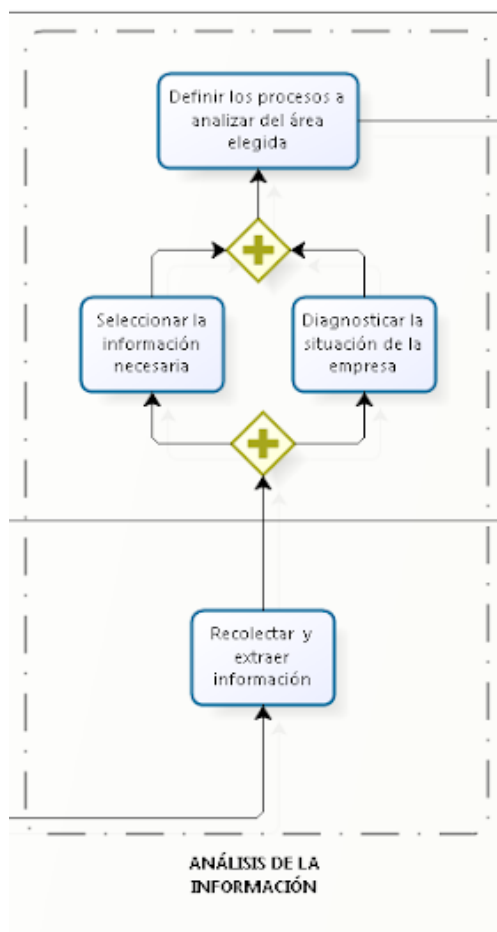 Definir los procesos a
analizar del área
elegida
Seleccionar la
información
necesaria
Diagnosticar la
situación de la
empresa
Recolectar y
extraer
información
ANÁLISIS DE LA
INFORMACIÓN